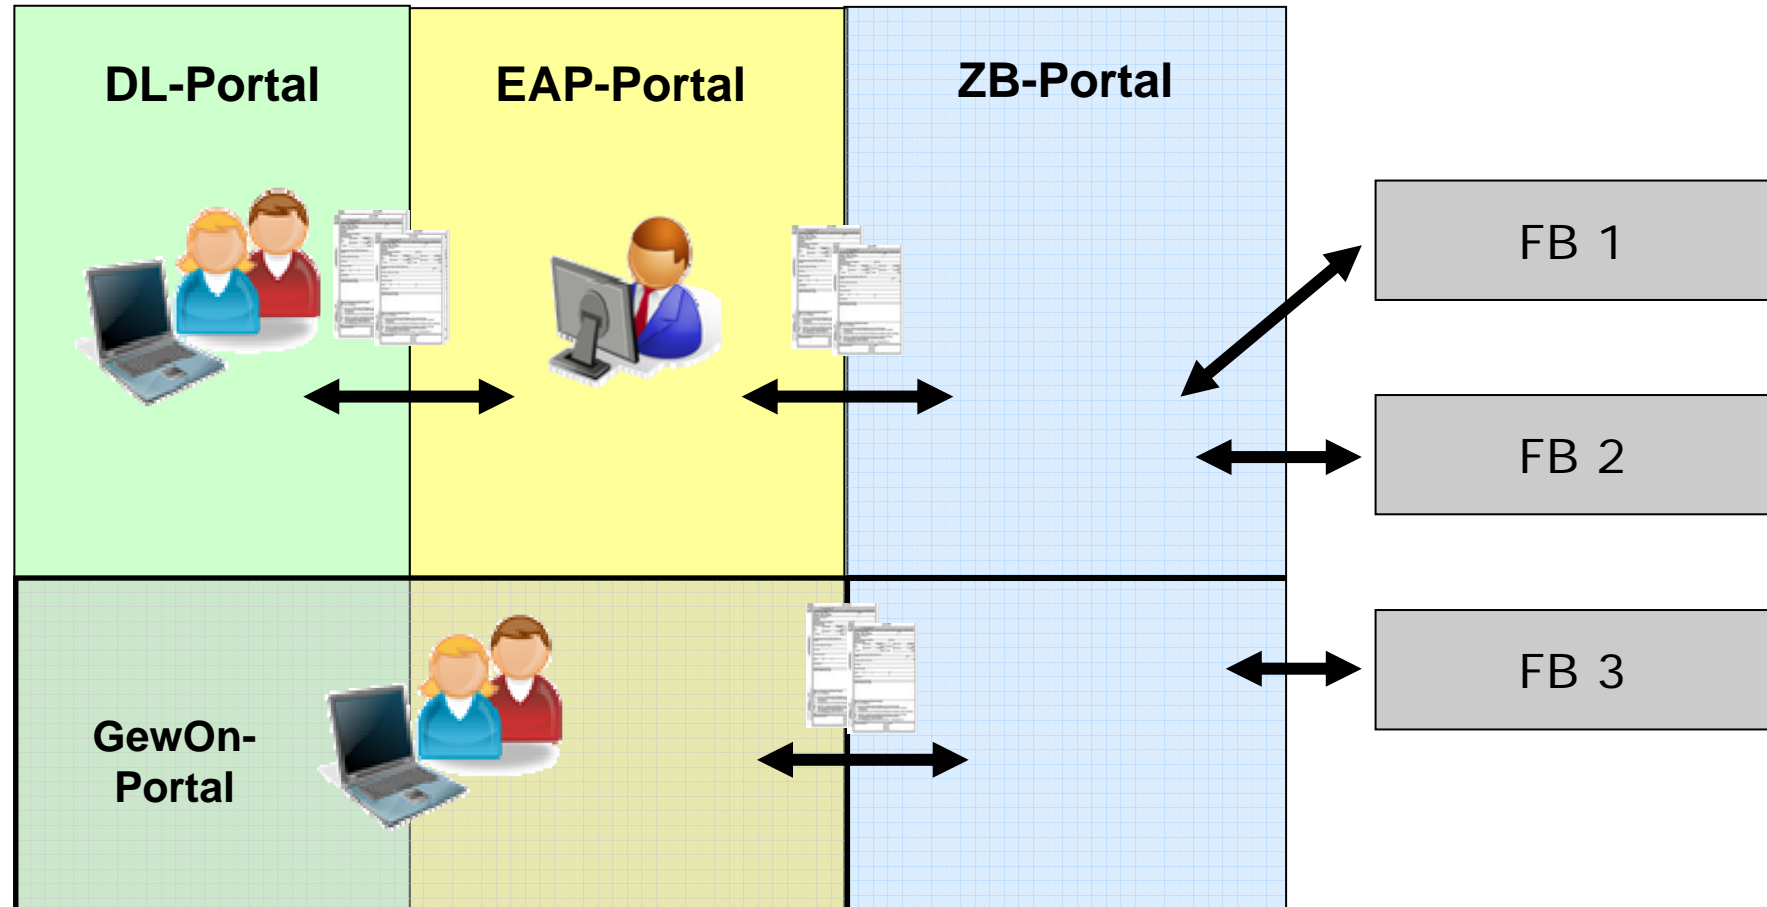 DL-Portal
EAP-Portal
ZB-Portal
FB 1
FB 2
FB 3
GewOn-
Portal